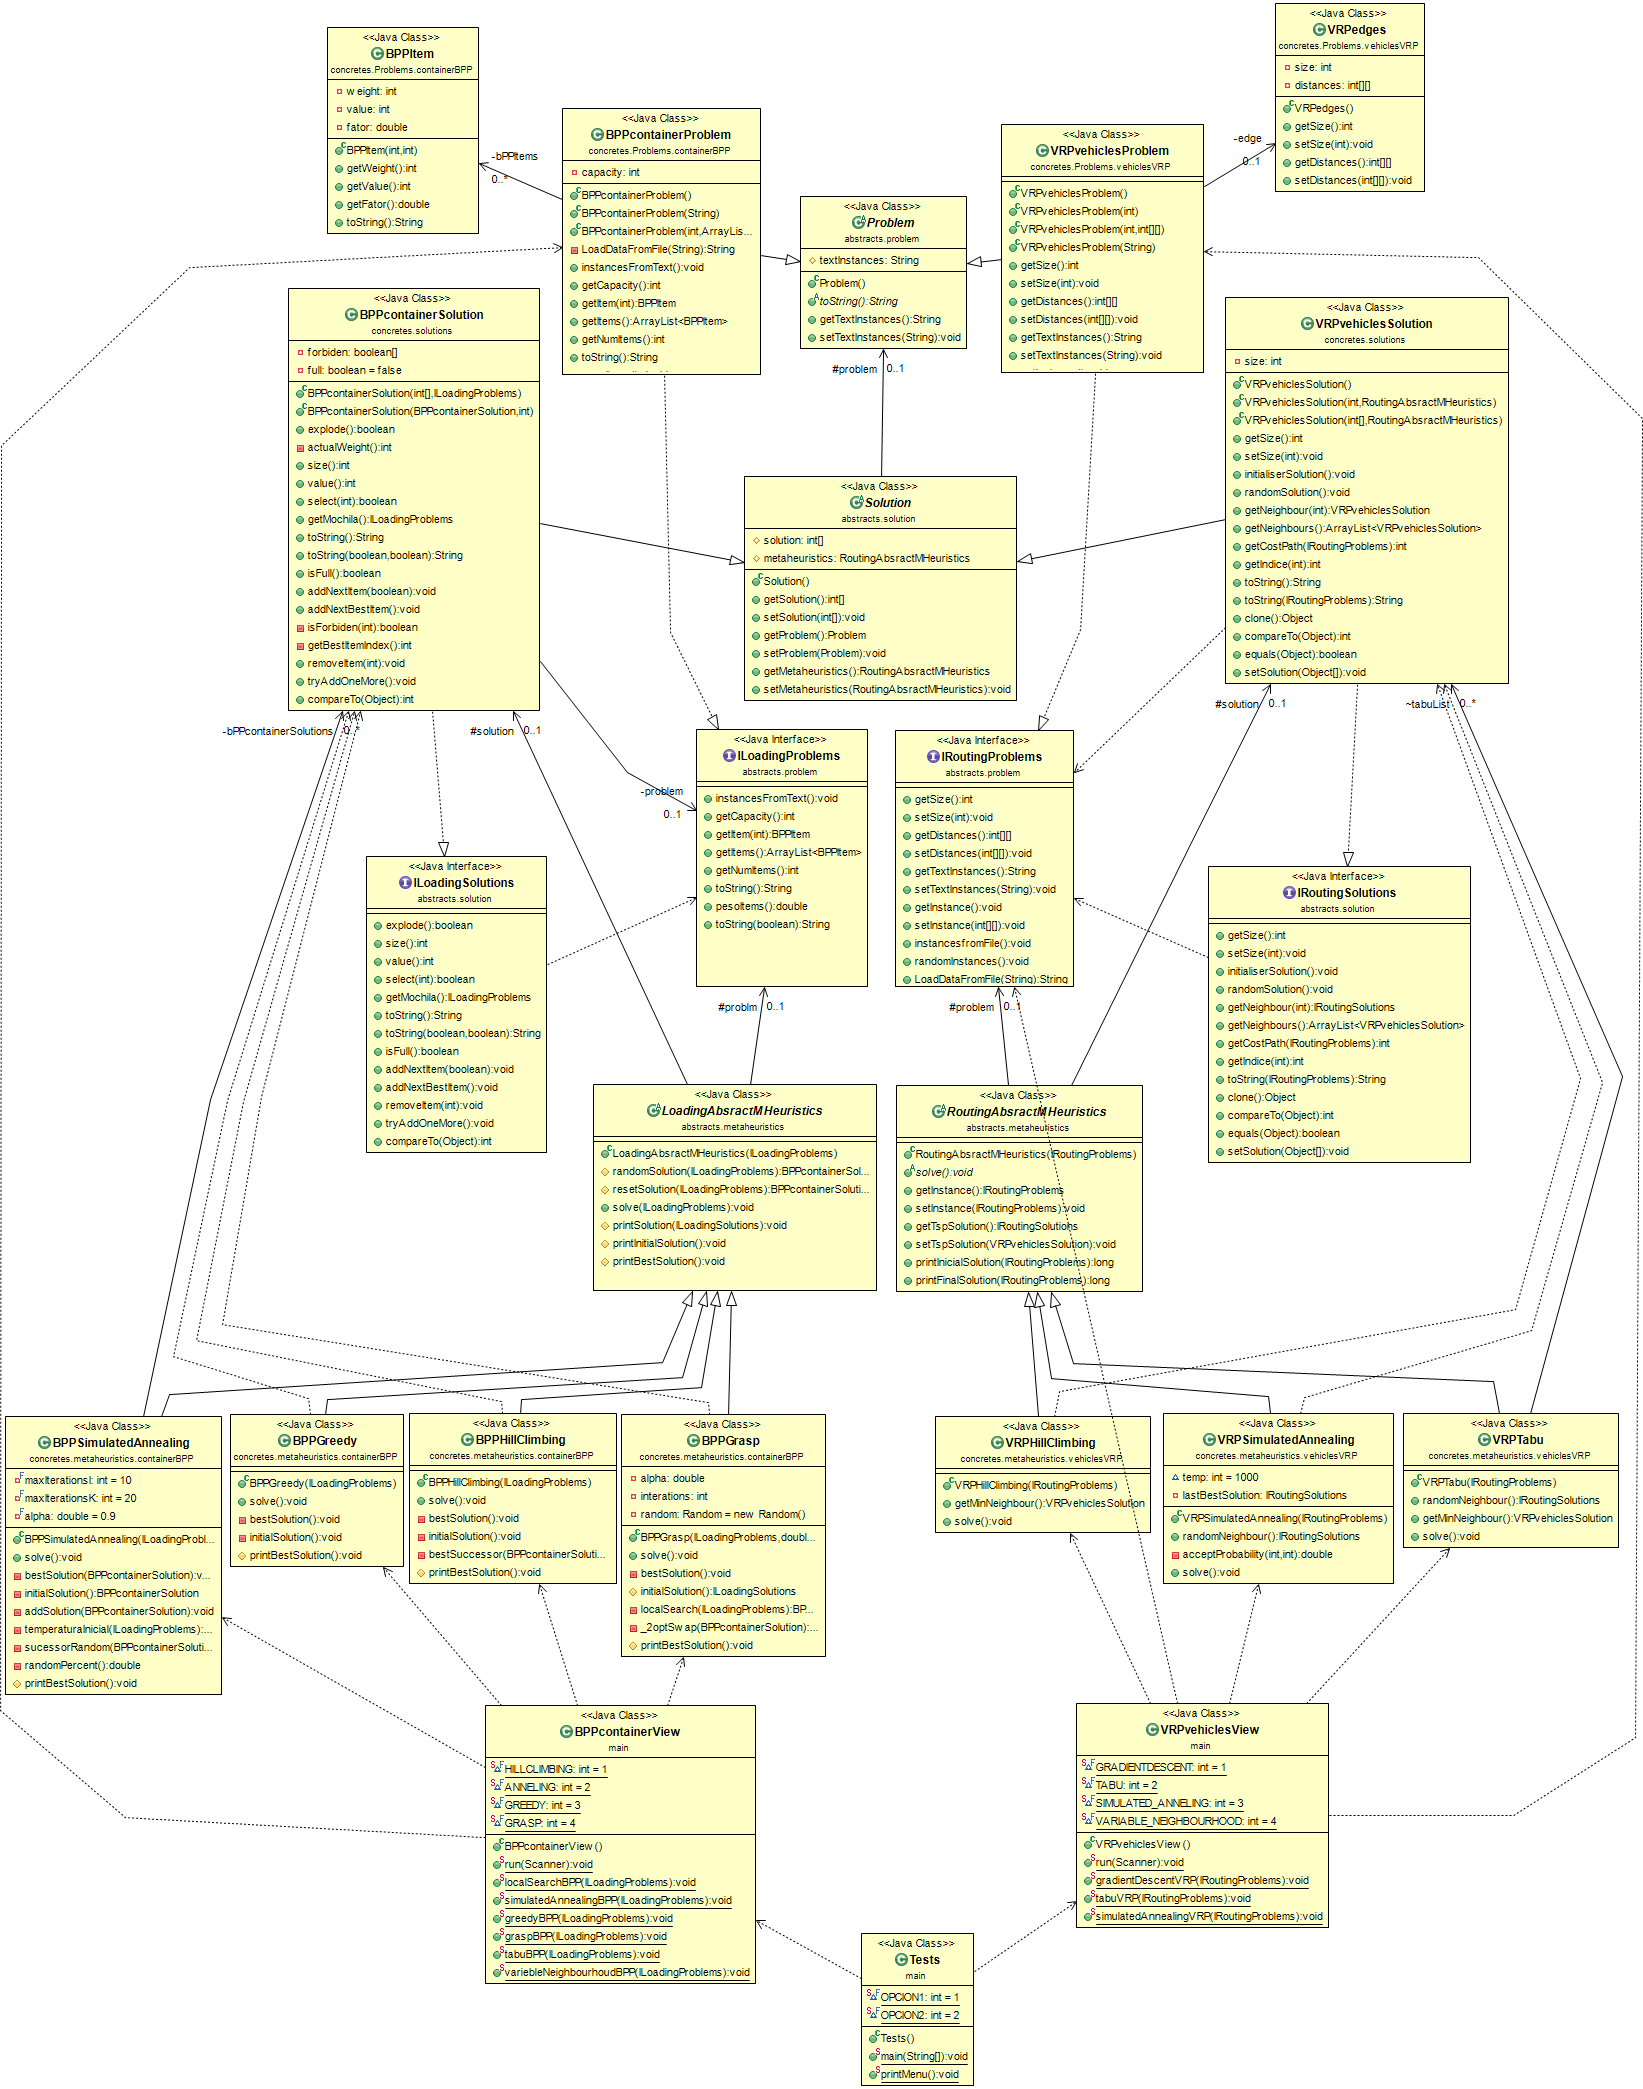 <<Java Class>>
VRPedges
concretes.Problems.vehiclesVRP
size: int
distances: int[][]
VRPedges()
getSize():int
setSize(int):void
getDistances():int[][]
setDistances(int[][]):void
<<Java Class>>
BPPItem
concretes.Problems.containerBPP
weight: int
value: int
fator: double
BPPItem(int,int)
getWeight():int
getValue():int
getFator():double
toString():String
-bPPItems
0..*
<<Java Class>>
BPPcontainerProblem
concretes.Problems.containerBPP
capacity: int
BPPcontainerProblem()
BPPcontainerProblem(String)
BPPcontainerProblem(int,ArrayLis...
LoadDataFromFile(String):String
instancesFromText():void
getCapacity():int
getItem(int):BPPItem
getItems():ArrayList<BPPItem>
getNumItems():int
toString():String
<<Java Class>>
VRPvehiclesProblem
concretes.Problems.vehiclesVRP
VRPvehiclesProblem()
VRPvehiclesProblem(int)
VRPvehiclesProblem(int,int[][])
VRPvehiclesProblem(String)
getSize():int
setSize(int):void
getDistances():int[][]
setDistances(int[][]):void
getTextInstances():String
setTextInstances(String):void
-edge
0..1
<<Java Class>>
Problem
abstracts.problem
textInstances: String
Problem()
toString():String
getTextInstances():String
setTextInstances(String):void
#problem
0..1
<<Java Class>>
BPPcontainerSolution
concretes.solutions
forbiden: boolean[]
full: boolean = false
BPPcontainerSolution(int[],ILoadingProblems)
BPPcontainerSolution(BPPcontainerSolution,int)
explode():boolean
actualWeight():int
size():int
value():int
select(int):boolean
getMochila():ILoadingProblems
toString():String
toString(boolean,boolean):String
isFull():boolean
addNextItem(boolean):void
addNextBestItem():void
isForbiden(int):boolean
getBestItemIndex():int
removeItem(int):void
tryAddOneMore():void
compareTo(Object):int
<<Java Class>>
VRPvehiclesSolution
concretes.solutions
size: int
VRPvehiclesSolution()
VRPvehiclesSolution(int,RoutingAbsractMHeuristics)
VRPvehiclesSolution(int[],RoutingAbsractMHeuristics)
getSize():int
setSize(int):void
initialiserSolution():void
randomSolution():void
getNeighbour(int):VRPvehiclesSolution
getNeighbours():ArrayList<VRPvehiclesSolution>
getCostPath(IRoutingProblems):int
getIndice(int):int
toString():String
toString(IRoutingProblems):String
clone():Object
compareTo(Object):int
equals(Object):boolean
setSolution(Object[]):void
<<Java Class>>
Solution
abstracts.solution
solution: int[]
metaheuristics: RoutingAbsractMHeuristics
Solution()
getSolution():int[]
setSolution(int[]):void
getProblem():Problem
setProblem(Problem):void
getMetaheuristics():RoutingAbsractMHeuristics
setMetaheuristics(RoutingAbsractMHeuristics):void
-bPPcontainerSolutions
0..*
#solution
0..1
-problem
0..1
#solution
0..1
~tabuList
0..*
<<Java Interface>>
ILoadingProblems
abstracts.problem
instancesFromText():void
getCapacity():int
getItem(int):BPPItem
getItems():ArrayList<BPPItem>
getNumItems():int
toString():String
pesoItems():double
toString(boolean):String
<<Java Interface>>
IRoutingProblems
abstracts.problem
getSize():int
setSize(int):void
getDistances():int[][]
setDistances(int[][]):void
getTextInstances():String
setTextInstances(String):void
getInstance():void
setInstance(int[][]):void
instancesfromFile():void
randomInstances():void
LoadDataFromFile(String):String
<<Java Interface>>
ILoadingSolutions
abstracts.solution
explode():boolean
size():int
value():int
select(int):boolean
getMochila():ILoadingProblems
toString():String
toString(boolean,boolean):String
isFull():boolean
addNextItem(boolean):void
addNextBestItem():void
removeItem(int):void
tryAddOneMore():void
compareTo(Object):int
<<Java Interface>>
IRoutingSolutions
abstracts.solution
getSize():int
setSize(int):void
initialiserSolution():void
randomSolution():void
getNeighbour(int):IRoutingSolutions
getNeighbours():ArrayList<VRPvehiclesSolution>
getCostPath(IRoutingProblems):int
getIndice(int):int
toString(IRoutingProblems):String
clone():Object
compareTo(Object):int
equals(Object):boolean
setSolution(Object[]):void
#problm
0..1
#problem
0..1
<<Java Class>>
LoadingAbsractMHeuristics
abstracts.metaheuristics
LoadingAbsractMHeuristics(ILoadingProblems)
randomSolution(ILoadingProblems):BPPcontainerSol...
resetSolution(ILoadingProblems):BPPcontainerSoluti...
solve(ILoadingProblems):void
printSolution(ILoadingSolutions):void
printInitialSolution():void
printBestSolution():void
<<Java Class>>
RoutingAbsractMHeuristics
abstracts.metaheuristics
RoutingAbsractMHeuristics(IRoutingProblems)
solve():void
getInstance():IRoutingProblems
setInstance(IRoutingProblems):void
getTspSolution():IRoutingSolutions
setTspSolution(VRPvehiclesSolution):void
printInicialSolution(IRoutingProblems):long
printFinalSolution(IRoutingProblems):long
<<Java Class>>
BPPSimulatedAnnealing
concretes.metaheuristics.containerBPP
maxIterationsI: int = 10
maxIterationsK: int = 20
alpha: double = 0.9
BPPSimulatedAnnealing(ILoadingProbl...
solve():void
bestSolution(BPPcontainerSolution):v...
initialSolution():BPPcontainerSolution
addSolution(BPPcontainerSolution):void
temperaturaInicial(ILoadingProblems):...
sucessorRandom(BPPcontainerSoluti...
randomPercent():double
printBestSolution():void
<<Java Class>>
BPPGreedy
concretes.metaheuristics.containerBPP
BPPGreedy(ILoadingProblems)
solve():void
bestSolution():void
initialSolution():void
printBestSolution():void
<<Java Class>>
BPPHillClimbing
concretes.metaheuristics.containerBPP
BPPHillClimbing(ILoadingProblems)
solve():void
bestSolution():void
initialSolution():void
bestSuccessor(BPPcontainerSoluti...
printBestSolution():void
<<Java Class>>
BPPGrasp
concretes.metaheuristics.containerBPP
alpha: double
interations: int
random: Random = new Random()
BPPGrasp(ILoadingProblems,doubl...
solve():void
bestSolution():void
initialSolution():ILoadingSolutions
localSearch(ILoadingProblems):BP...
_2optSwap(BPPcontainerSolution):...
printBestSolution():void
<<Java Class>>
VRPHillClimbing
concretes.metaheuristics.vehiclesVRP
VRPHillClimbing(IRoutingProblems)
getMinNeighbour():VRPvehiclesSolution
solve():void
<<Java Class>>
VRPSimulatedAnnealing
concretes.metaheuristics.vehiclesVRP
temp: int = 1000
lastBestSolution: IRoutingSolutions
VRPSimulatedAnnealing(IRoutingProblems)
randomNeighbour():IRoutingSolutions
acceptProbability(int,int):double
solve():void
<<Java Class>>
VRPTabu
concretes.metaheuristics.vehiclesVRP
VRPTabu(IRoutingProblems)
randomNeighbour():IRoutingSolutions
getMinNeighbour():VRPvehiclesSolution
solve():void
<<Java Class>>
BPPcontainerView
main
HILLCLIMBING: int = 1
ANNELING: int = 2
GREEDY: int = 3
GRASP: int = 4
BPPcontainerView()
run(Scanner):void
localSearchBPP(ILoadingProblems):void
simulatedAnnealingBPP(ILoadingProblems):void
greedyBPP(ILoadingProblems):void
graspBPP(ILoadingProblems):void
tabuBPP(ILoadingProblems):void
variebleNeighbourhoudBPP(ILoadingProblems):void
<<Java Class>>
VRPvehiclesView
main
GRADIENTDESCENT: int = 1
TABU: int = 2
SIMULATED_ANNELING: int = 3
VARIABLE_NEIGHBOURHOOD: int = 4
VRPvehiclesView()
run(Scanner):void
gradientDescentVRP(IRoutingProblems):void
tabuVRP(IRoutingProblems):void
simulatedAnnealingVRP(IRoutingProblems):void
<<Java Class>>
Tests
main
OPCION1: int = 1
OPCION2: int = 2
Tests()
main(String[]):void
printMenu():void